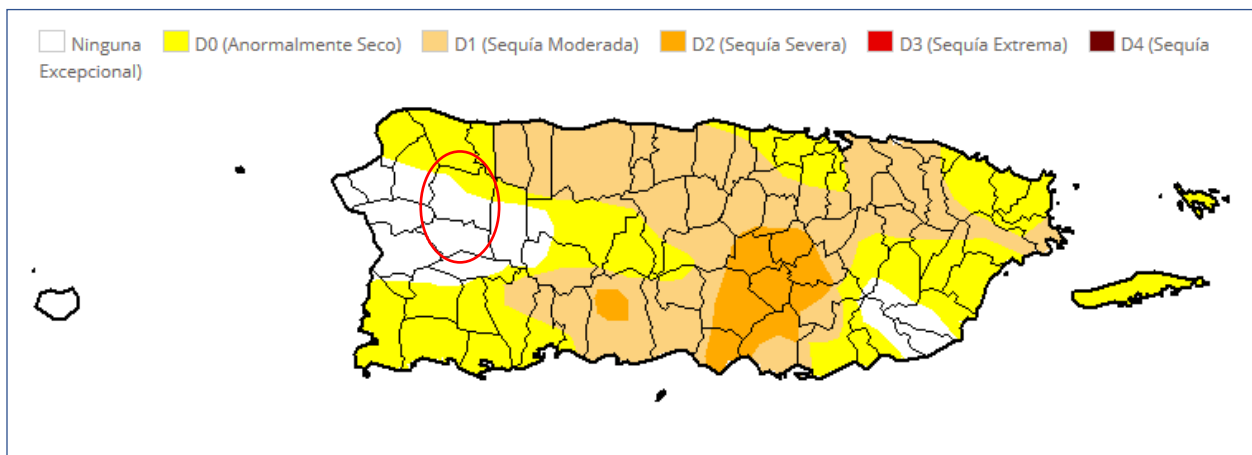 Ninguna D0 (Anormalmente Seco) D1 (Sequía Moderada) D2 (Sequía Severa) D3 (Sequía Extrema) D4 (Sequía
Excepcional)